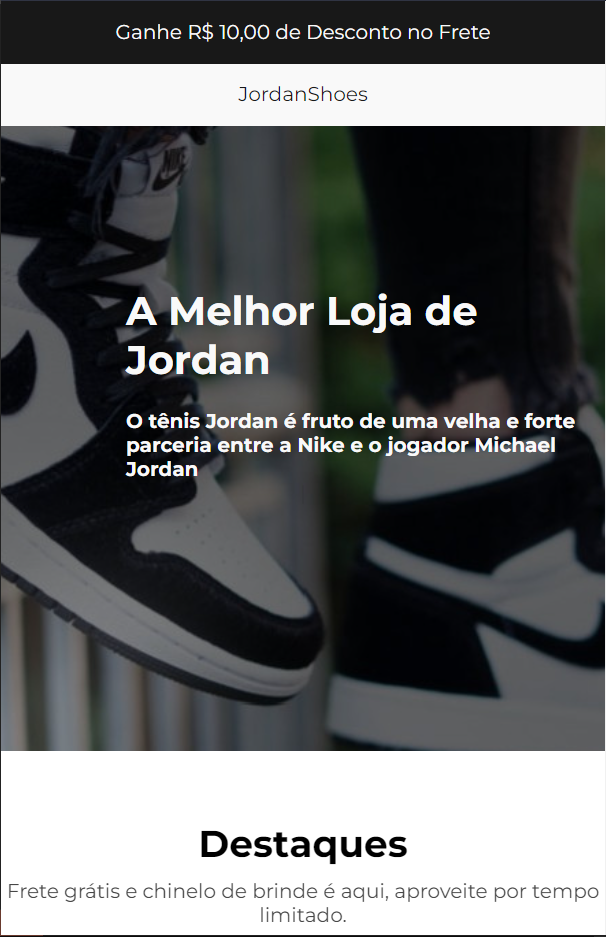 Ganhe R$ 10,00 de Desconto no Frete
JordanShoes
NIKE
A Melhor Loja de
Jordan
O tênis Jordan é fruto de uma velha e forte
parceria entre a Nike e o jogador Michael
Jordan
Destaques
Frete grátis e chinelo de brinde é aqui, aproveite por tempo
limitado.